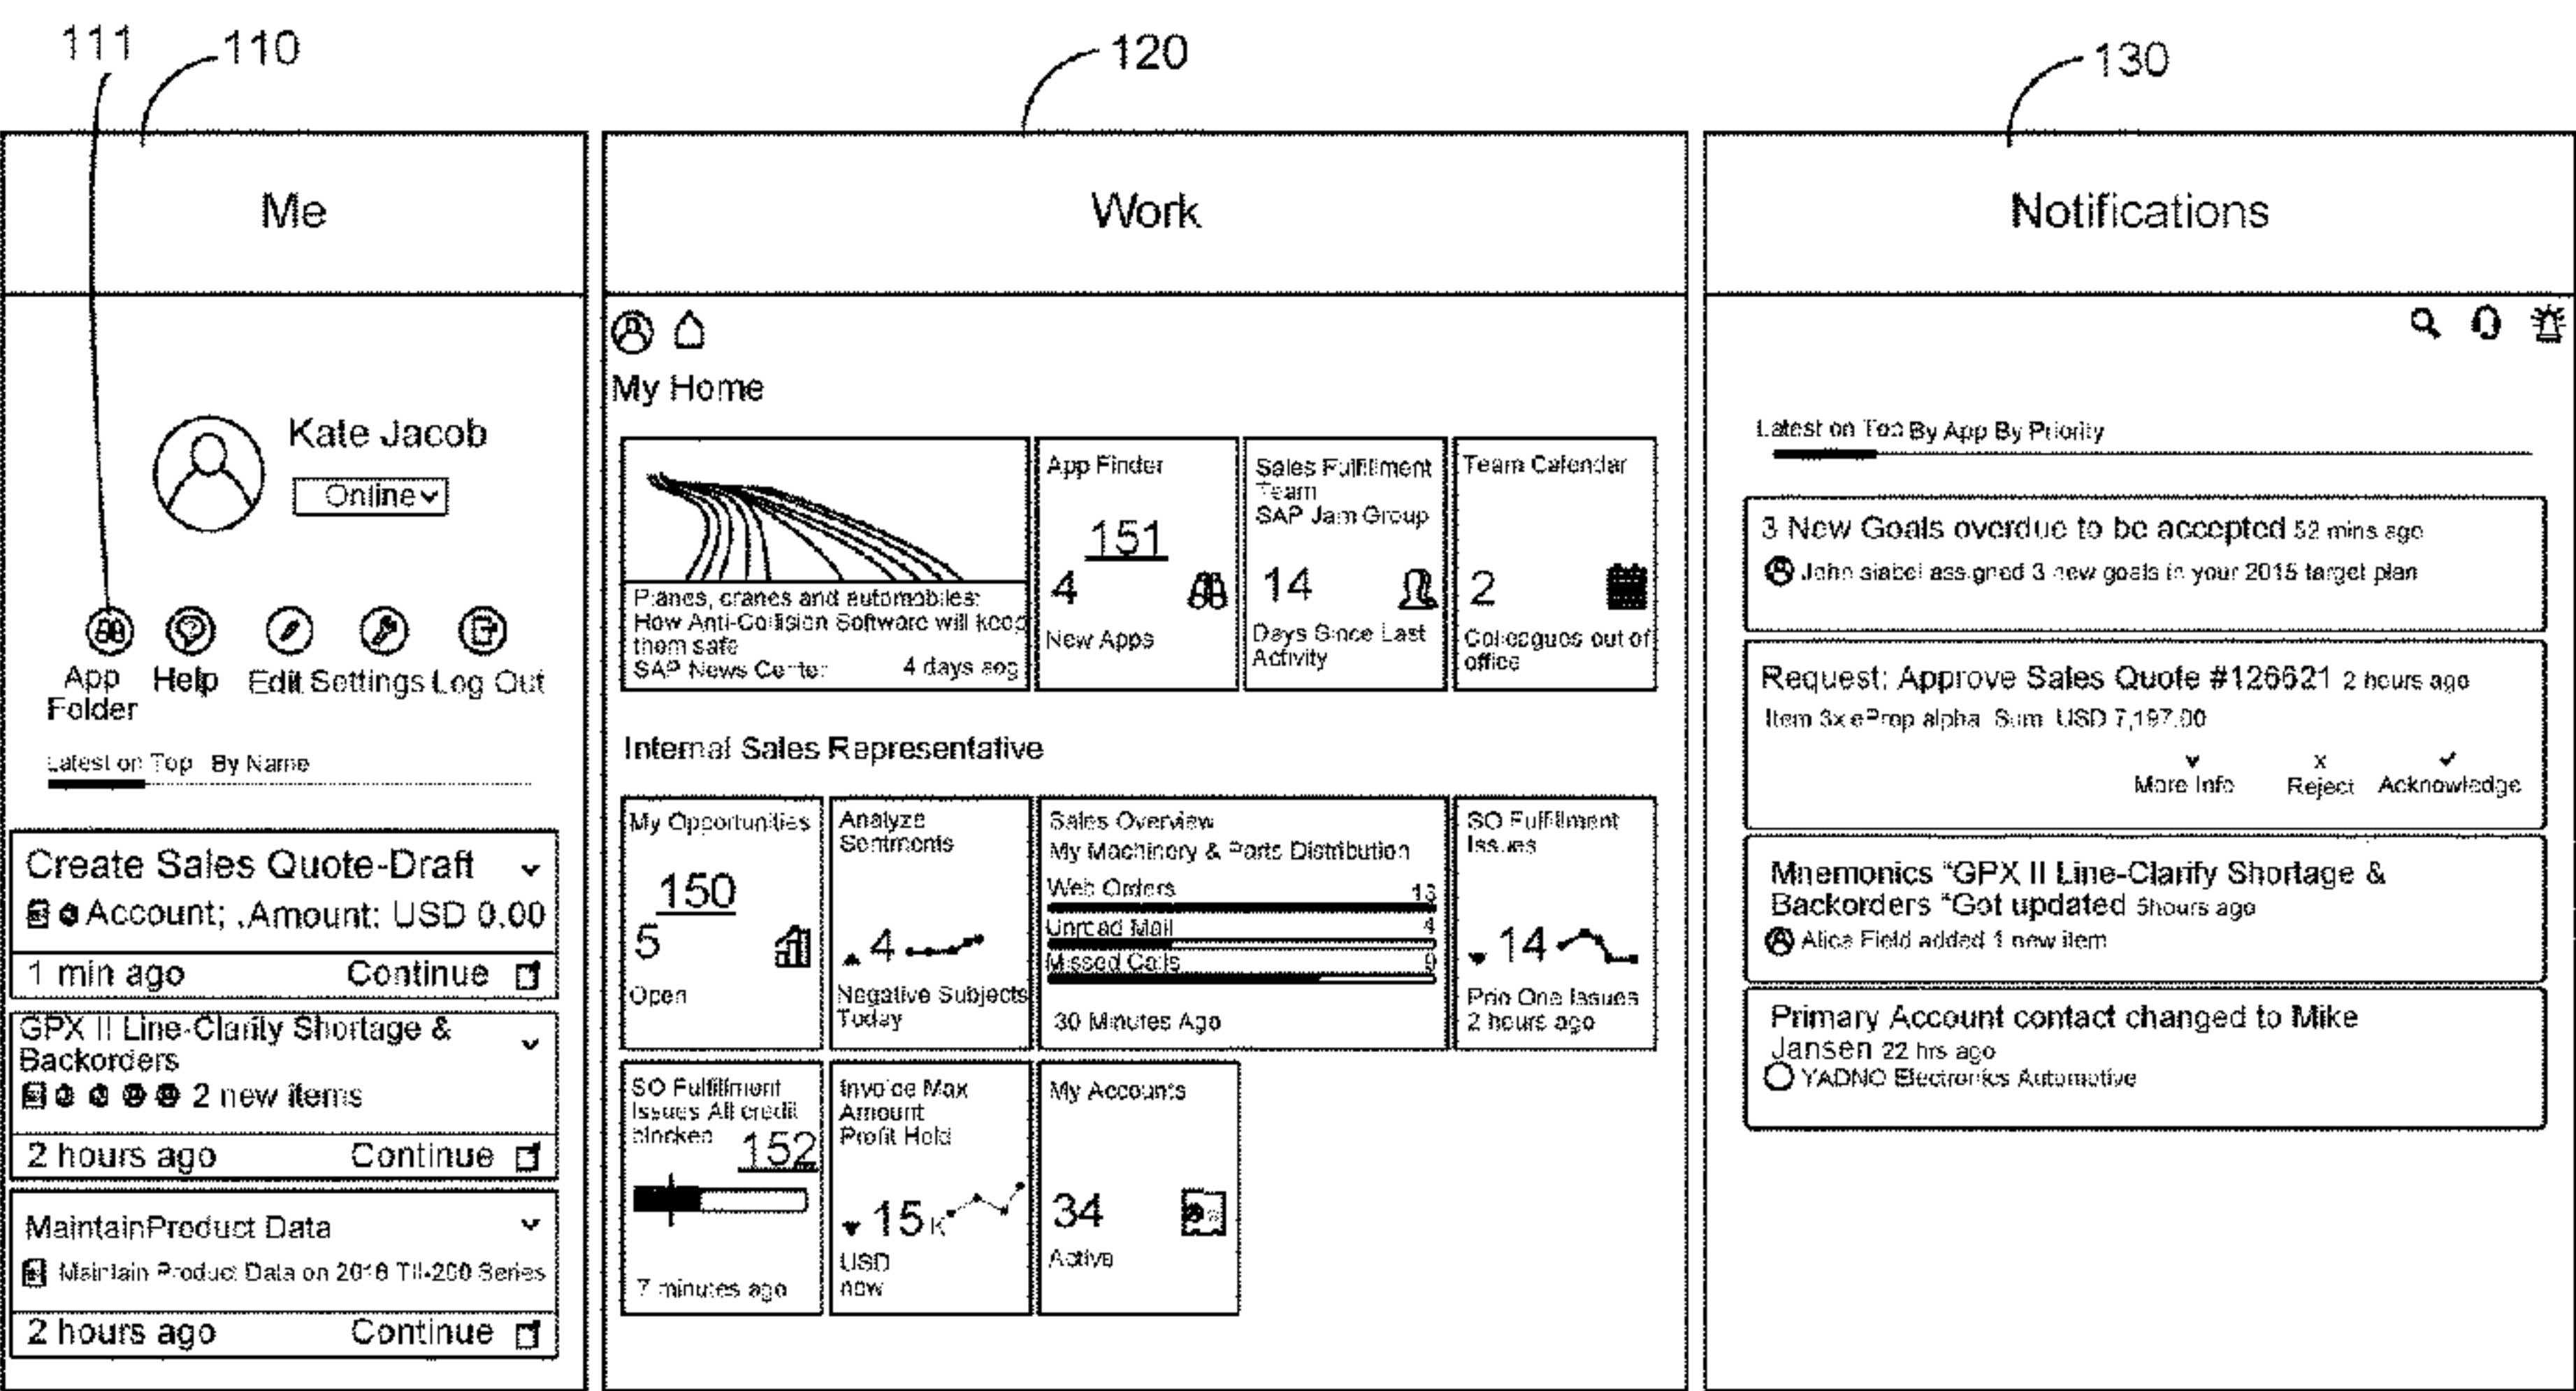 111
110
120
130
Me
Work
Notifications
Kate Jacob
Online
App
Folder
Help
Edit
Settings
Log Out
Latest on Top By Name
Create Sales Quote-Draft
Account; .Amount: USD 0.00
1 min ago Continue
GPX II Line-Clarify Shortage &
Backorders
2 new items
2 hours ago Continue
MaintainProduct Data
Maintain Product Data on Series
2 hours ago Continue
My Home
Planes, cranes and automobiles:
How Anti-Collision Software will keep
them safe
SAP News Center 4 days
App Finder
151
4
New Apps
Sales Fulfillment
Team
SAP Jam Group
14
Days Since Last
Activity
Team Calendar
2
Colleagues out of
office
Internal Sales Representative
My Opportunities
150
5
Open
Analyze
Sentiments
4
Negative Subjects
Today
Sales Overview
My Machinery & Parts Distribution
Web Orders
Unread Mail 4
Missed Calls 9
30 Minutes Ago
SO Fulfillment
Issues
14
Prio One Issues
2 hours ago
SO Fulfillment
Issues All credit
152
7 minutes ago
Invoice Max
Amount
Profit Hold
15 K
USD
now
My Accounts
34
Active
Latest on Top By App By Priority
3 New Goals overdue to be accepted 52 mins ago
John assigned 3 new goals in your 2015 target plan
Request: Approve Sales Quote #126621 2 hours ago
Item 3x eProp alpha Sum USD 7,197.00
More Info
x
Reject
Acknowledge
Mnemonics “GPX II Line-Clarify Shortage &
Backorders “Got updated 5hours ago
Alice Field added 1 new item
Primary Account contact changed to Mike
Jansen 22 hrs ago
YADNO Electronics Automotive